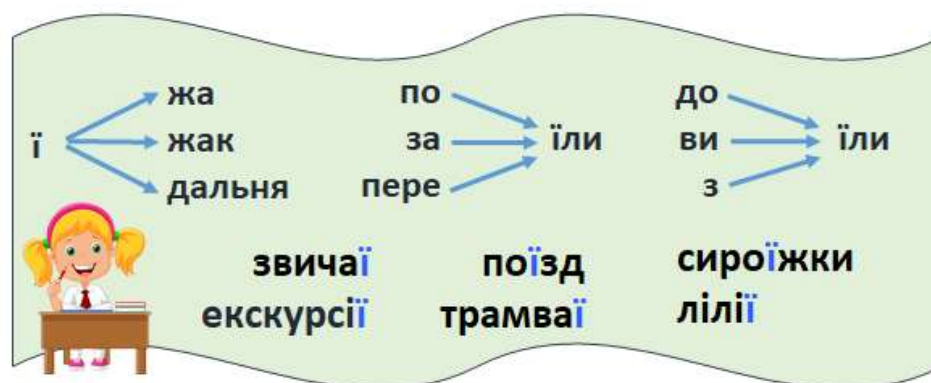 жа по до
ї жак за їли ви їли
дальня пере з
звичаї поїзд сироїжки
екскурсії трамваї лілії